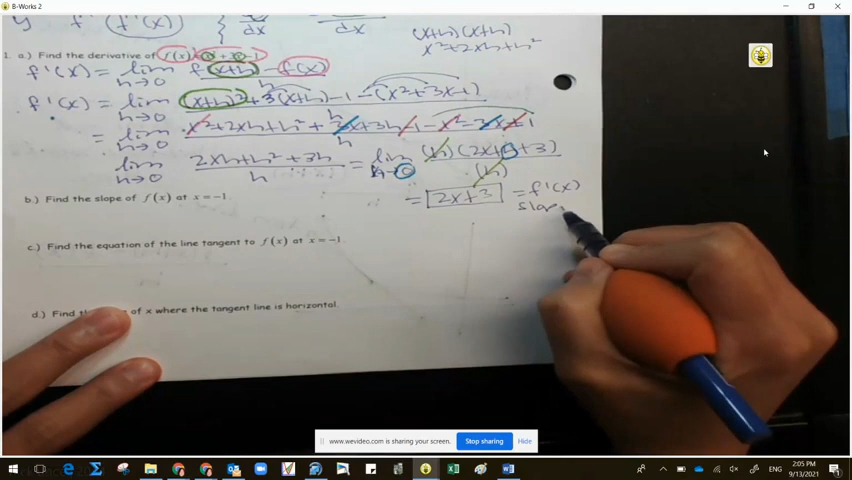 B-Works 2
y f' f'(x) } dx dx (x+h)(x+h)
x²+2xh+h²
1. a.) Find the derivative of f(x) x² + 3x - 1
f'(x) = lim h→0 f(x+h) - f(x) / h
f'(x) = lim h→0 (x+h)² + 3(x+h) - 1 - (x²+3x-1) / h
= lim h→0 x² + 2xh + h² + 3x + 3h - 1 - x² - 3x + 1 / h
lim h→0 2xh + h² + 3h / h = lim h→0 (h)(2x+h+3) / (h)
= 2x+3 = f'(x)
b.) Find the slope of f(x) at x = -1.
slope
c.) Find the equation of the line tangent to f(x) at x = -1.
d.) Find the of x where the tangent line is horizontal.
www.wevideo.com is sharing your screen. Stop sharing Hide
2:05 PM
ENG
9/13/2021